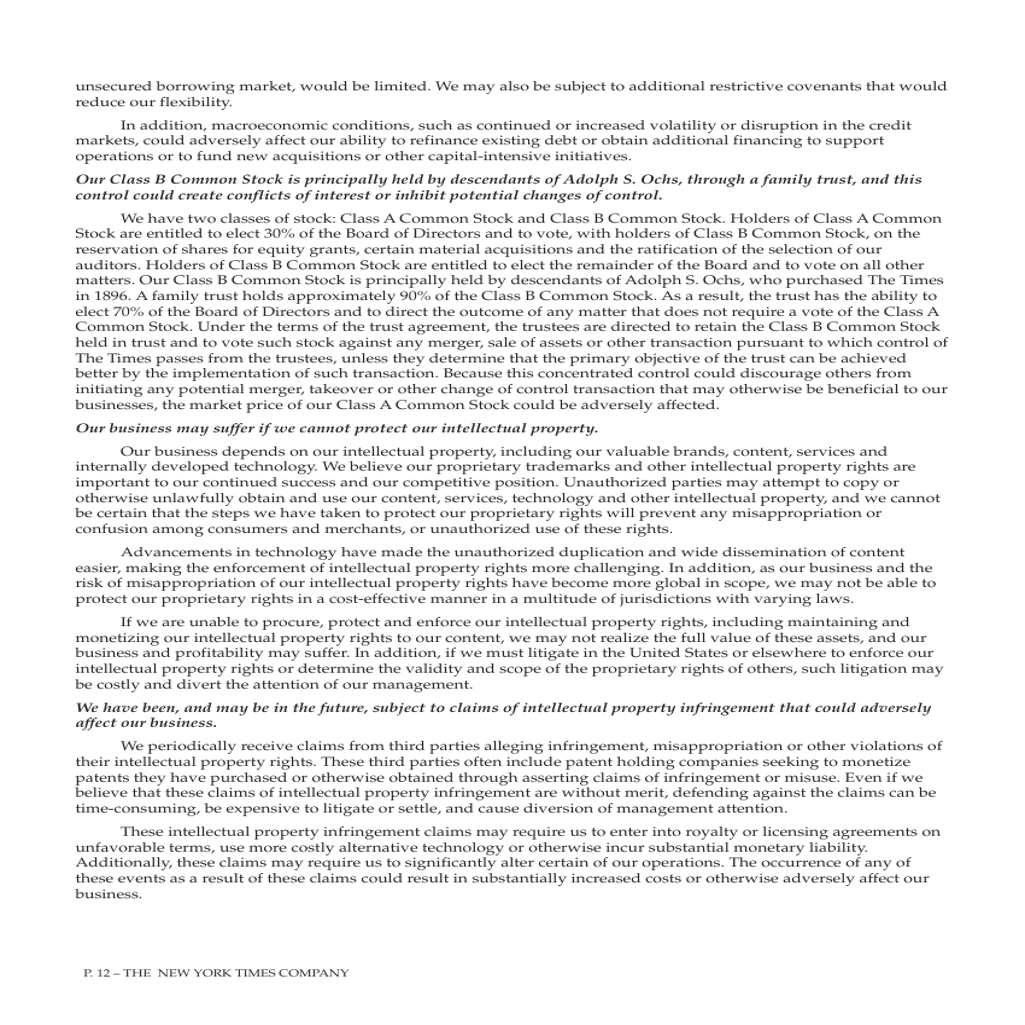 unsecured borrowing market, would be limited. We may also be subject to additional restrictive covenants that would
reduce our flexibility.
In addition, macroeconomic conditions, such as continued or increased volatility or disruption in the credit
markets, could adversely affect our ability to refinance existing debt or obtain additional financing to support
operations or to fund new acquisitions or other capital-intensive initiatives.
Our Class B Common Stock is principally held by descendants of Adolph S. Ochs, through a family trust, and this
control could create conflicts of interest or inhibit potential changes of control.
We have two classes of stock: Class A Common Stock and Class B Common Stock. Holders of Class A Common
Stock are entitled to elect 30% of the Board of Directors and to vote, with holders of Class B Common Stock, on the
reservation of shares for equity grants, certain material acquisitions and the ratification of the selection of our
auditors. Holders of Class B Common Stock are entitled to elect the remainder of the Board and to vote on all other
matters. Our Class B Common Stock is principally held by descendants of Adolph S. Ochs, who purchased The Times
in 1896. A family trust holds approximately 90% of the Class B Common Stock. As a result, the trust has the ability to
elect 70% of the Board of Directors and to direct the outcome of any matter that does not require a vote of the Class A
Common Stock. Under the terms of the trust agreement, the trustees are directed to retain the Class B Common Stock
held in trust and to vote such stock against any merger, sale of assets or other transaction pursuant to which control of
The Times passes from the trustees, unless they determine that the primary objective of the trust can be achieved
better by the implementation of such transaction. Because this concentrated control could discourage others from
initiating any potential merger, takeover or other change of control transaction that may otherwise be beneficial to our
businesses, the market price of our Class A Common Stock could be adversely affected.
Our business may suffer if we cannot protect our intellectual property.
Our business depends on our intellectual property, including our valuable brands, content, services and
internally developed technology. We believe our proprietary trademarks and other intellectual property rights are
important to our continued success and our competitive position. Unauthorized parties may attempt to copy or
otherwise unlawfully obtain and use our content, services, technology and other intellectual property, and we cannot
be certain that the steps we have taken to protect our proprietary rights will prevent any misappropriation or
confusion among consumers and merchants, or unauthorized use of these rights.
Advancements in technology have made the unauthorized duplication and wide dissemination of content
easier, making the enforcement of intellectual property rights more challenging. In addition, as our business and the
risk of misappropriation of our intellectual property rights have become more global in scope, we may not be able to
protect our proprietary rights in a cost-effective manner in a multitude of jurisdictions with varying laws.
If we are unable to procure, protect and enforce our intellectual property rights, including maintaining and
monetizing our intellectual property rights to our content, we may not realize the full value of these assets, and our
business and profitability may suffer. In addition, if we must litigate in the United States or elsewhere to enforce our
intellectual property rights or determine the validity and scope of the proprietary rights of others, such litigation may
be costly and divert the attention of our management.
We have been, and may be in the future, subject to claims of intellectual property infringement that could adversely
affect our business.
We periodically receive claims from third parties alleging infringement, misappropriation or other violations of
their intellectual property rights. These third parties often include patent holding companies seeking to monetize
patents they have purchased or otherwise obtained through asserting claims of infringement or misuse. Even if we
believe that these claims of intellectual property infringement are without merit, defending against the claims can be
time-consuming, be expensive to litigate or settle, and cause diversion of management attention.
These intellectual property infringement claims may require us to enter into royalty or licensing agreements on
unfavorable terms, use more costly alternative technology or otherwise incur substantial monetary liability.
Additionally, these claims may require us to significantly alter certain of our operations. The occurrence of any of
these events as a result of these claims could result in substantially increased costs or otherwise adversely affect our
business.
P. 12 – THE NEW YORK TIMES COMPANY